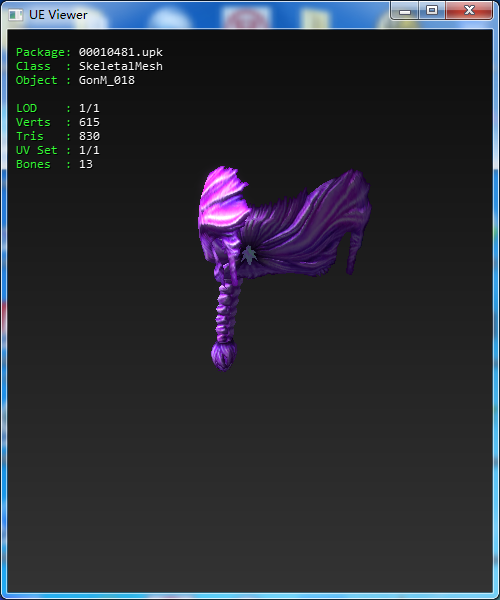 UE Viewer
Package: 00010481.upk
Class : SkeletalMesh
Object : GonM_018
LOD : 1/1
Verts : 615
Tris : 830
UV Set : 1/1
Bones : 13